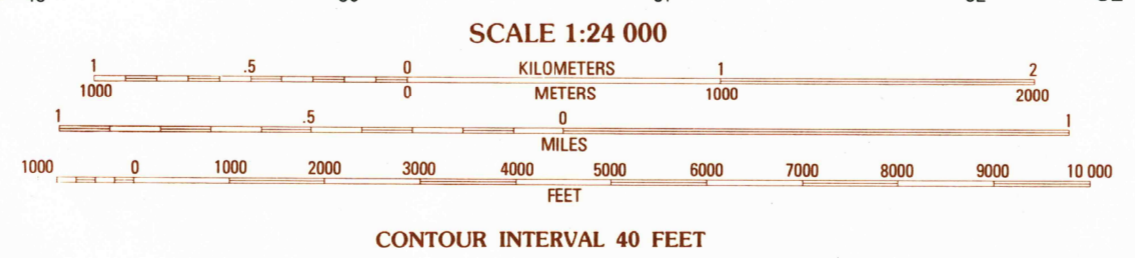 SCALE 1:24 000
1 .5 0 KILOMETERS 1 2
1000 0 METERS 1000 2000
1 .5 0 1
MILES
1000 0 1000 2000 3000 4000 5000 6000 7000 8000 9000 10 000
FEET
CONTOUR INTERVAL 40 FEET